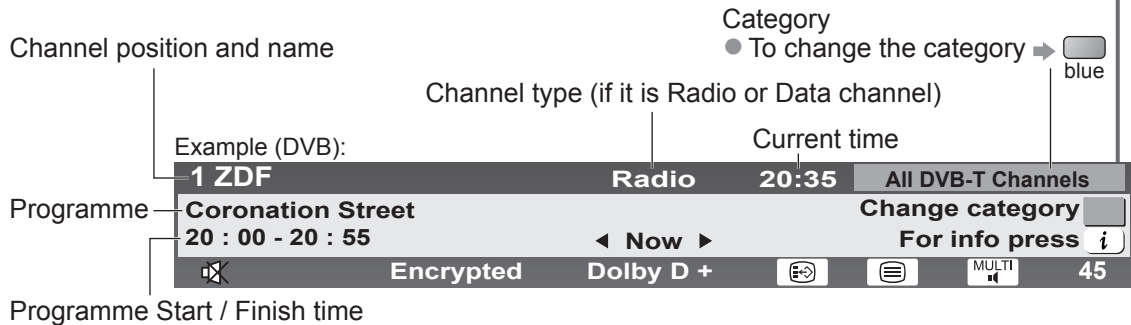 Category
Channel position and name
● To change the category
blue
Channel type (if it is Radio or Data channel)
Example (DVB):
Current time
1 ZDF Radio 20:35 All DVB-T Channels
Programme
Coronation Street Change category
20 : 00 - 20 : 55 ◄ Now ► For info press i
Encrypted Dolby D + MULTI 45
Programme Start / Finish time